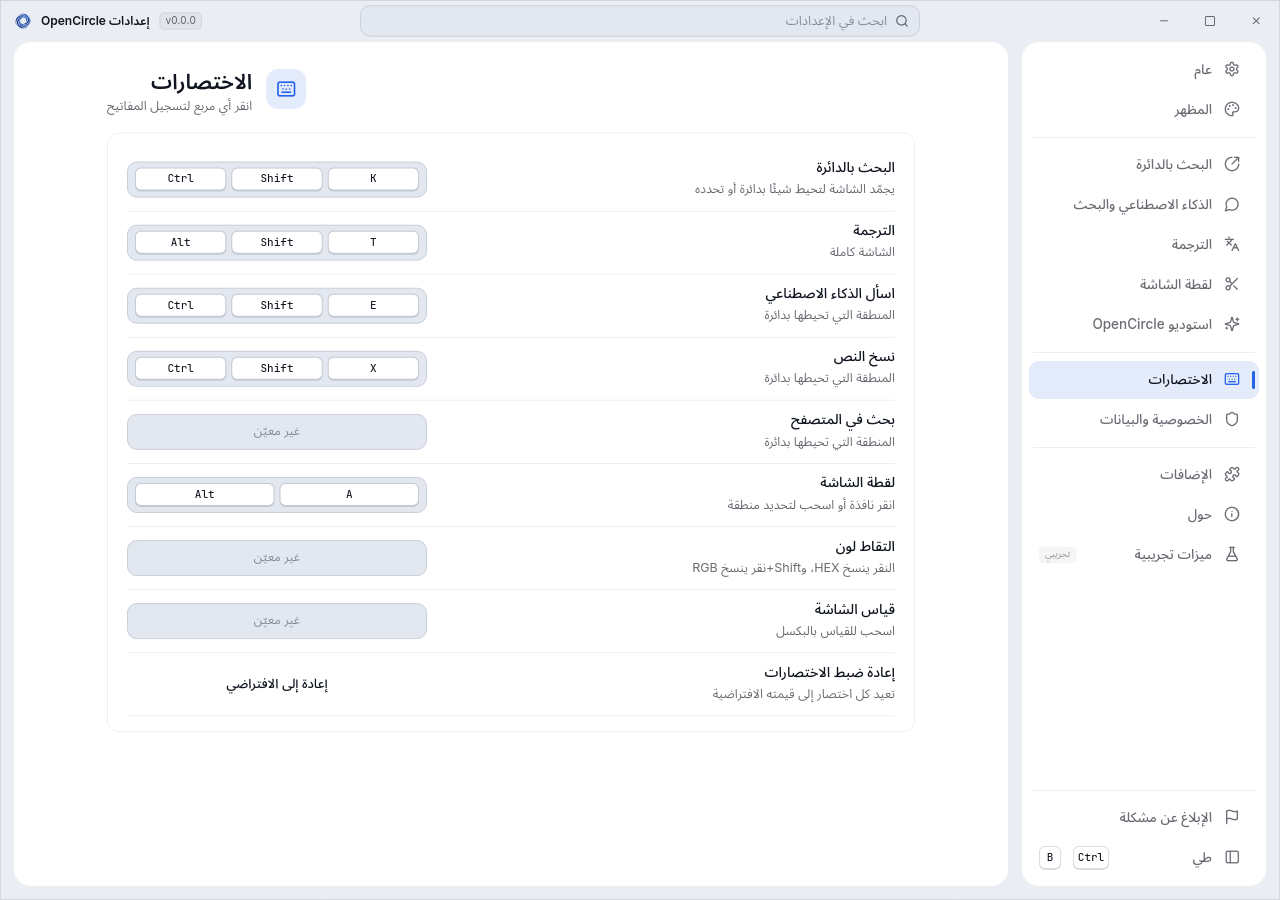 إعدادات OpenCircle
v0.0.0
ابحث في الإعدادات
عام
المظهر
البحث بالدائرة
الذكاء الاصطناعي والبحث
الترجمة
لقطة الشاشة
استوديو OpenCircle
الاختصارات
الخصوصية والبيانات
الإضافات
حول
ميزات تجريبية
تجريبي
الإبلاغ عن مشكلة
طي
Ctrl B
الاختصارات
انقر أي مربع لتسجيل المفاتيح
البحث بالدائرة
يجمّد الشاشة لتحيط شيئًا بدائرة أو تحدده
Ctrl Shift K
الترجمة
الشاشة كاملة
Alt Shift T
اسأل الذكاء الاصطناعي
المنطقة التي تحيطها بدائرة
Ctrl Shift E
نسخ النص
المنطقة التي تحيطها بدائرة
Ctrl Shift X
بحث في المتصفح
المنطقة التي تحيطها بدائرة
غير معيّن
لقطة الشاشة
انقر نافذة أو اسحب لتحديد منطقة
Alt A
التقاط لون
النقر ينسخ HEX، وShift+نقر ينسخ RGB
غير معيّن
قياس الشاشة
اسحب للقياس بالبكسل
غير معيّن
إعادة ضبط الاختصارات
تعيد كل اختصار إلى قيمته الافتراضية
إعادة إلى الافتراضي